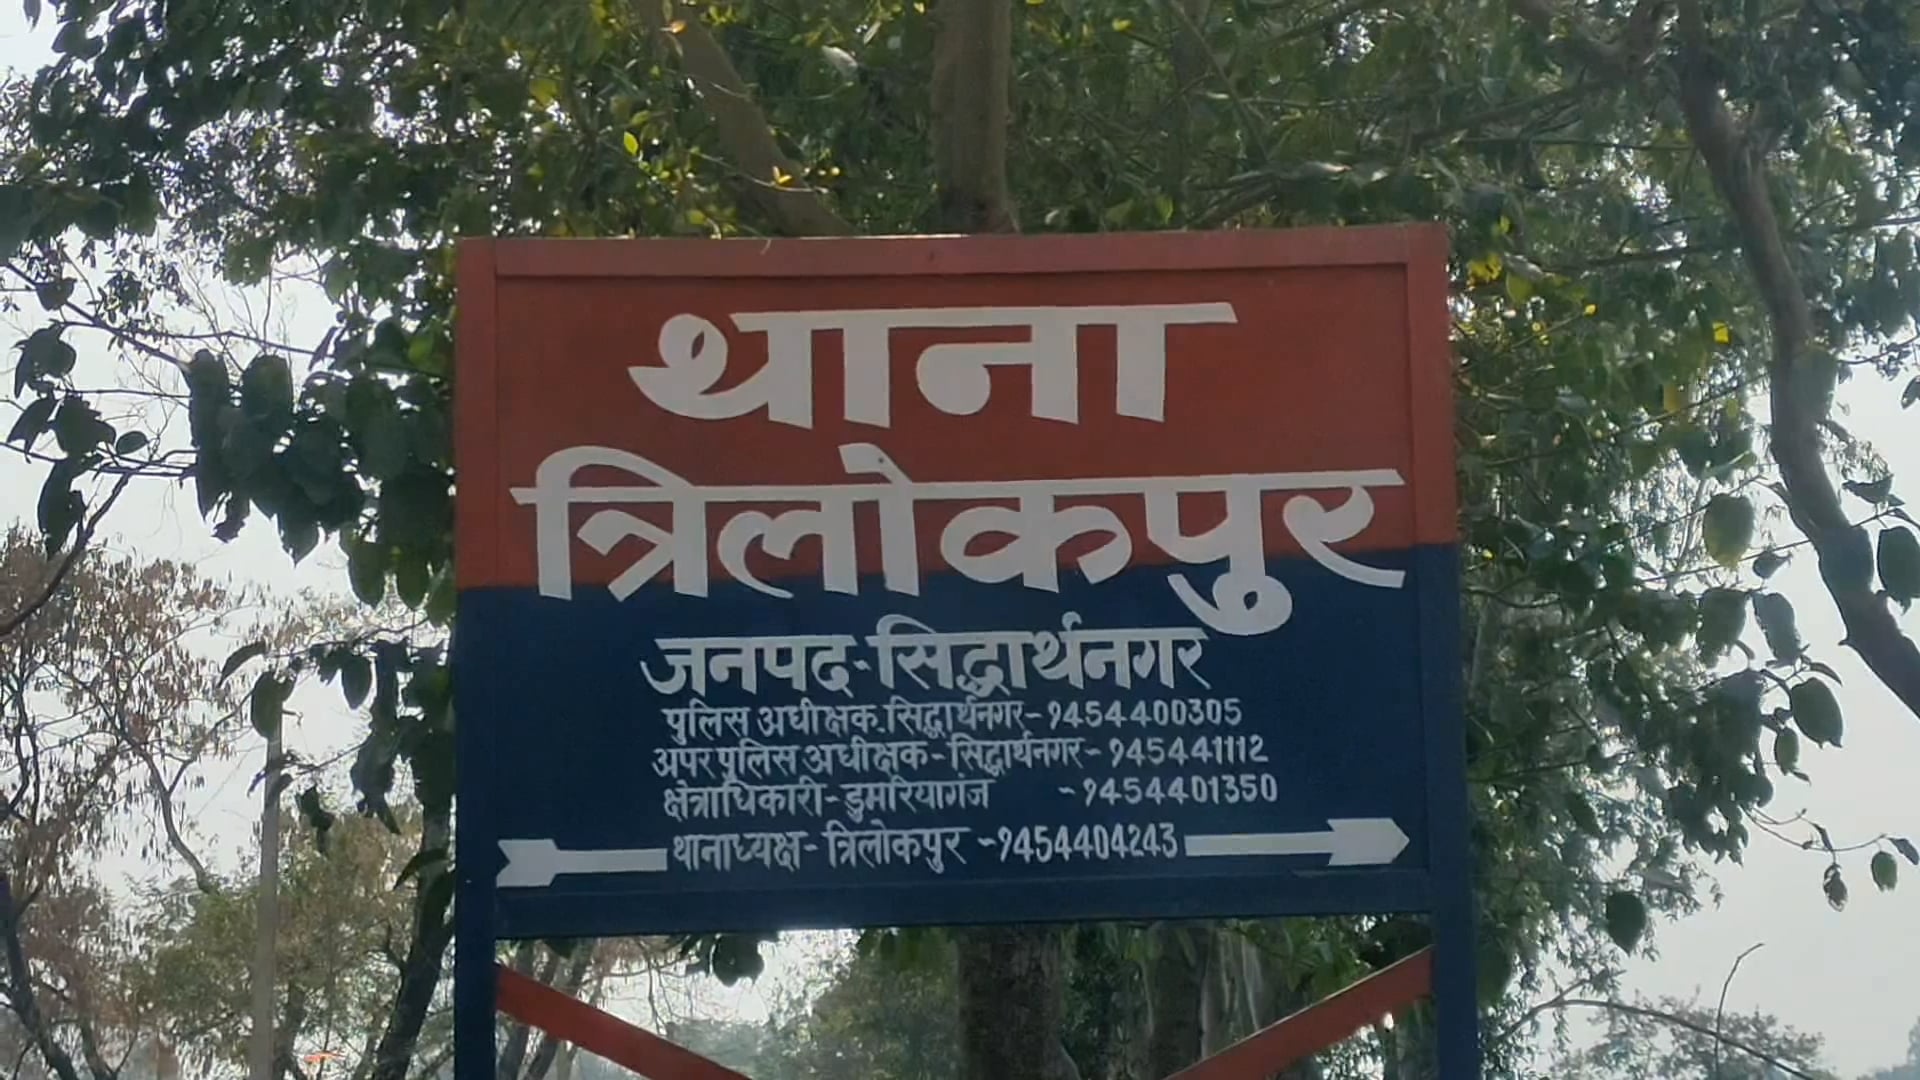 थाना
त्रिलोकपुर
जनपद-सिद्धार्थनगर
पुलिस अधीक्षक.सिद्धार्थनगर-9454400305
अपर पुलिस अधीक्षक-सिद्धार्थनगर-945441112
क्षेत्राधिकारी-डुमरियागंज -9454401350
थानाध्यक्ष-त्रिलोकपुर -9454404243